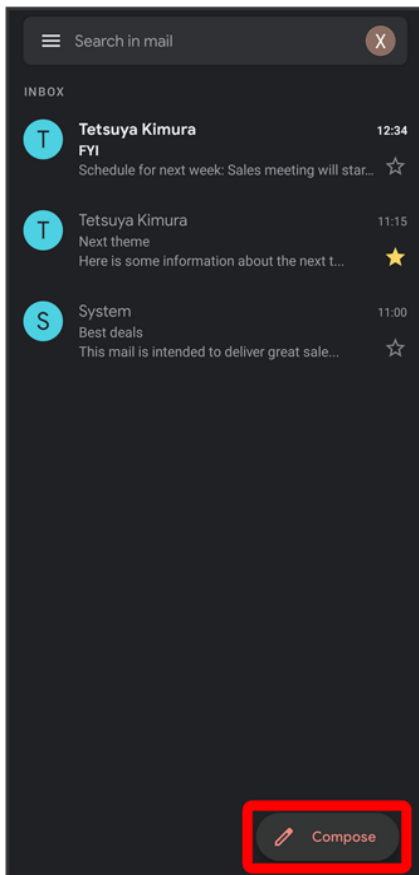 Search in mail
X
INBOX
T
Tetsuya Kimura
12:34
FYI
Schedule for next week: Sales meeting will star...
T
Tetsuya Kimura
11:15
Next theme
Here is some information about the next t...
S
System
11:00
Best deals
This mail is intended to deliver great sale...
Compose